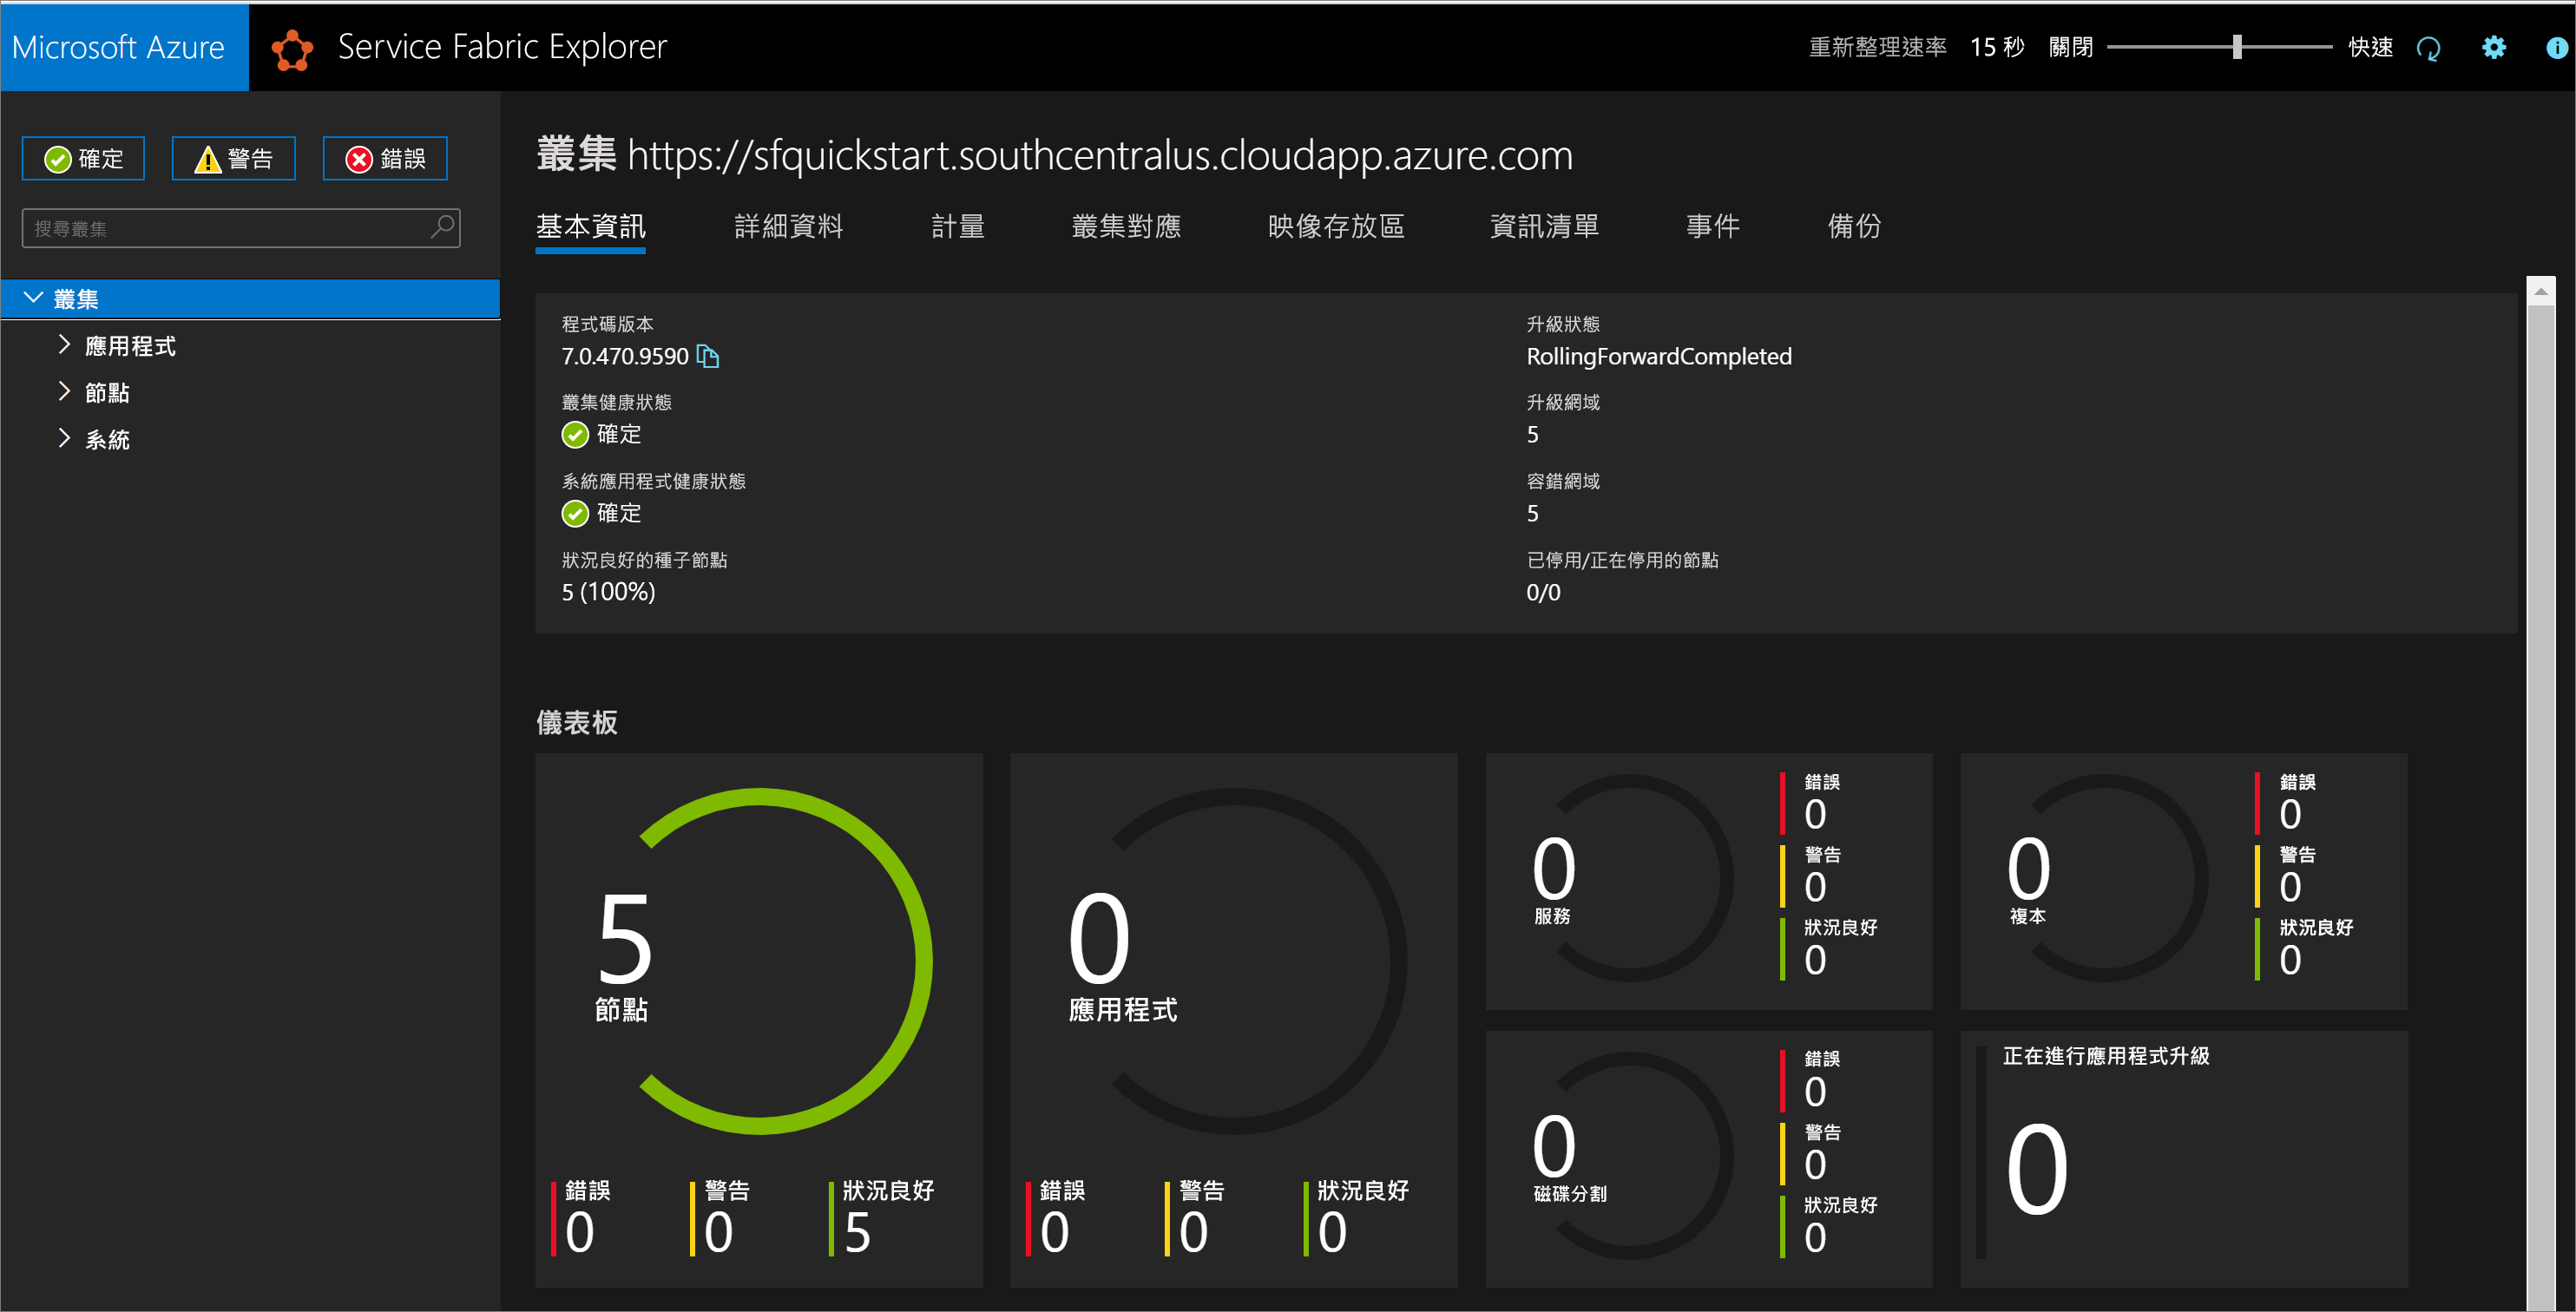 Microsoft Azure
Service Fabric Explorer
重新整理速率 15 秒 關閉 快速
確定 警告 錯誤
搜尋叢集
叢集
應用程式
節點
系統
叢集 https://sfquickstart.southcentralus.cloudapp.azure.com
基本資訊 詳細資料 計量 叢集對應 映像存放區 資訊清單 事件 備份
程式碼版本
7.0.470.9590
叢集健康狀態
確定
系統應用程式健康狀態
確定
狀況良好的種子節點
5 (100%)
升級狀態
RollingForwardCompleted
升級網域
5
容錯網域
5
已停用/正在停用的節點
0/0
儀表板
5
節點
錯誤
0
警告
0
狀況良好
5
0
應用程式
錯誤
0
警告
0
狀況良好
0
0
服務
錯誤
0
警告
0
狀況良好
0
0
複本
錯誤
0
警告
0
狀況良好
0
0
磁碟分割
錯誤
0
警告
0
狀況良好
0
正在進行應用程式升級
0